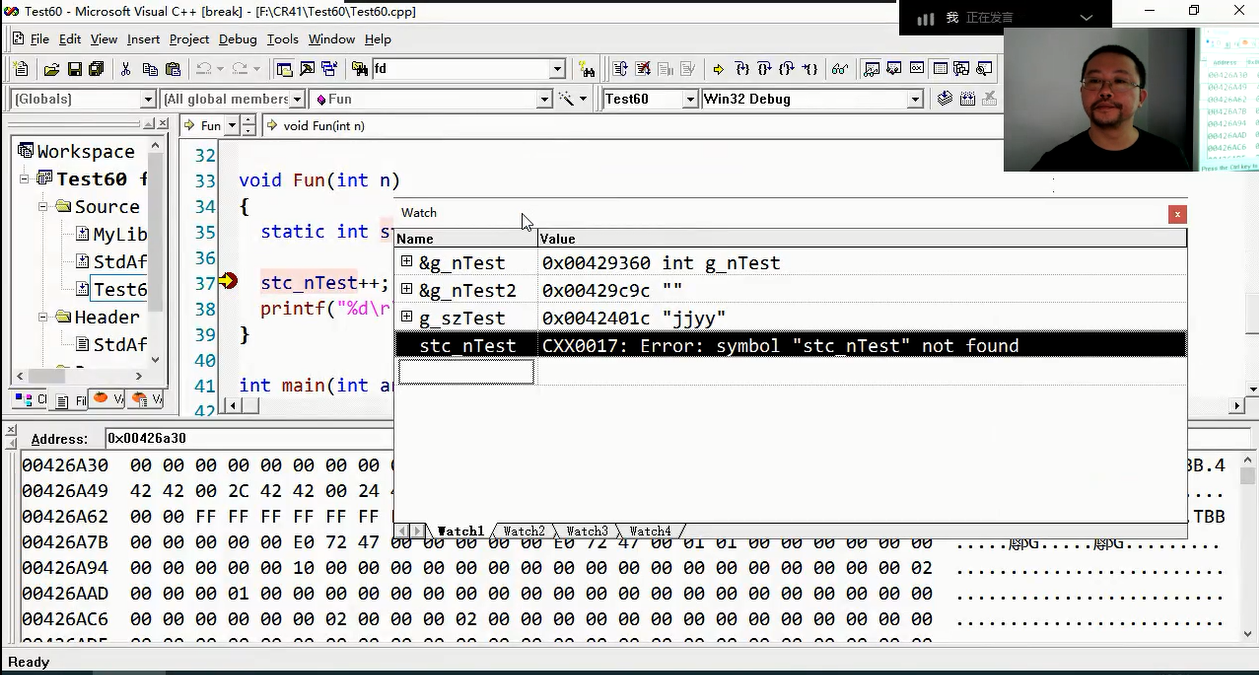 Test60 - Microsoft Visual C++ [break] - [F:\CR41\Test60\Test60.cpp]
我 正在发言
File Edit View Insert Project Debug Tools Window Help
fd
(Globals) (All global members Fun Test60 Win32 Debug
Fun void Fun(int n)
Workspace
Test60 f
Source
MyLib
StdAf
Test6
Header
StdAf
32
33 void Fun(int n)
34 {
35 static int s
36
37 stc_nTest++;
38 printf("%d\r
39 }
40
41 int main(int a
42
Watch
Name Value
&g_nTest 0x00429360 int g_nTest
&g_nTest2 0x00429c9c ""
g_szTest 0x0042401c "jjyy"
stc_nTest CXX0017: Error: symbol "stc_nTest" not found
Watch1 Watch2 Watch3 Watch4
Address: 0x00426a30
00426A30 00 00 00 00 00 00 00 00 BB.4
00426A49 42 42 00 2C 42 42 00 24
00426A62 00 00 FF FF FF FF FF FF .TBB
00426A7B 00 00 00 00 E0 72 47 00 00 00 00 00 E0 72 47 00 01 01 00 00 00 00 00 00 00
00426A94 00 00 00 00 10 00 00 00 00 00 00 00 00 00 00 00 00 00 00 00 00 00 00 00 02
00426AAD 00 00 00 01 00 00 00 00 00 00 00 00 00 00 00 00 00 00 00 00 00 00 00 00 00
00426AC6 00 00 00 00 00 00 02 00 00 00 02 00 00 00 00 00 00 00 00 00 00 00 00 00 00
Ready